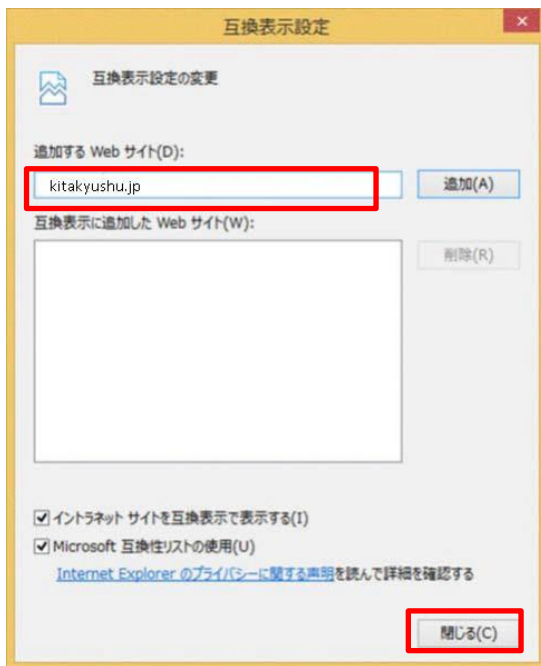 互換表示設定
互換表示設定の変更
追加する Web サイト(D):
kitakyushu.jp
追加(A)
互換表示に追加した Web サイト(W):
削除(R)
イントラネット サイトを互換表示で表示する(I)
Microsoft 互換性リストの使用(U)
Internet Explorer のプライバシーに関する声明を読んで詳細を確認する
閉じる(C)